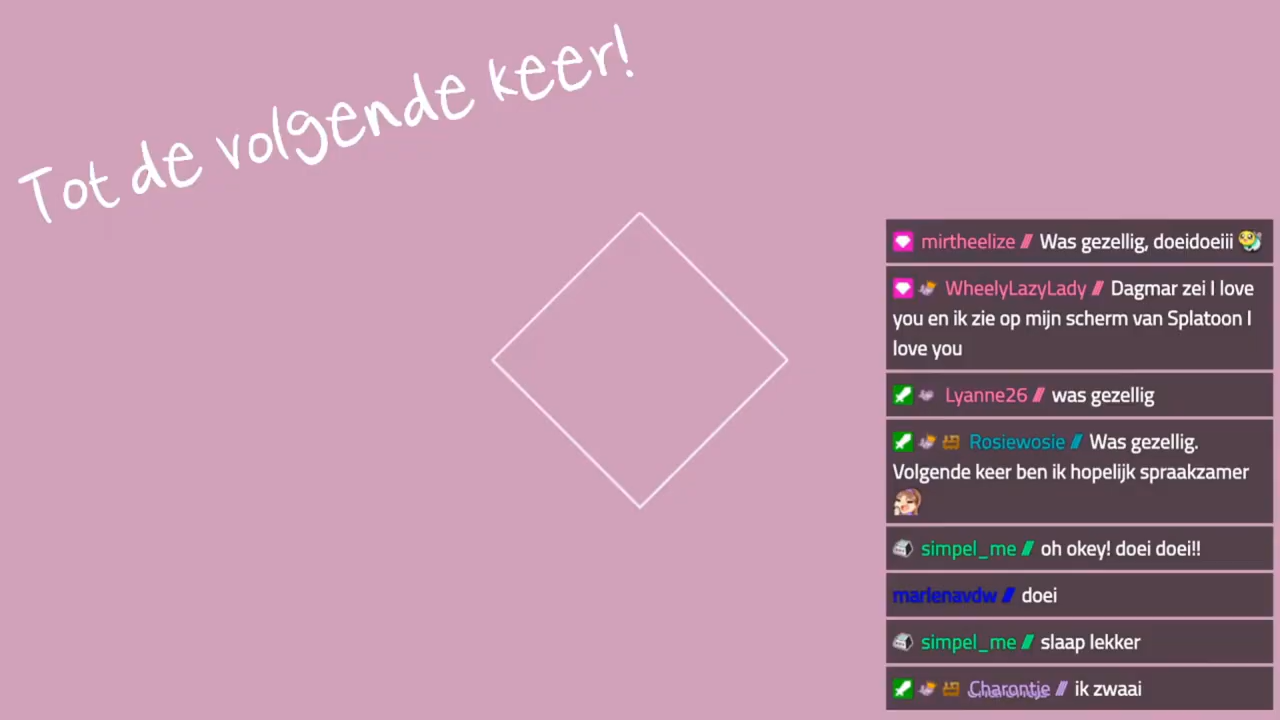 Tot de volgende keer!
mirtheelize // Was gezellig, doeidoeiii
WheelyLazyLady // Dagmar zei I love
you en ik zie op mijn scherm van Splatoon I
love you
Lyanne26 // was gezellig
Rosiewosie // Was gezellig.
Volgende keer ben ik hopelijk spraakzamer
simpel_me // oh okey! doei doei!!
marlenavdw // doei
simpel_me // slaap lekker
Charontje // ik zwaai